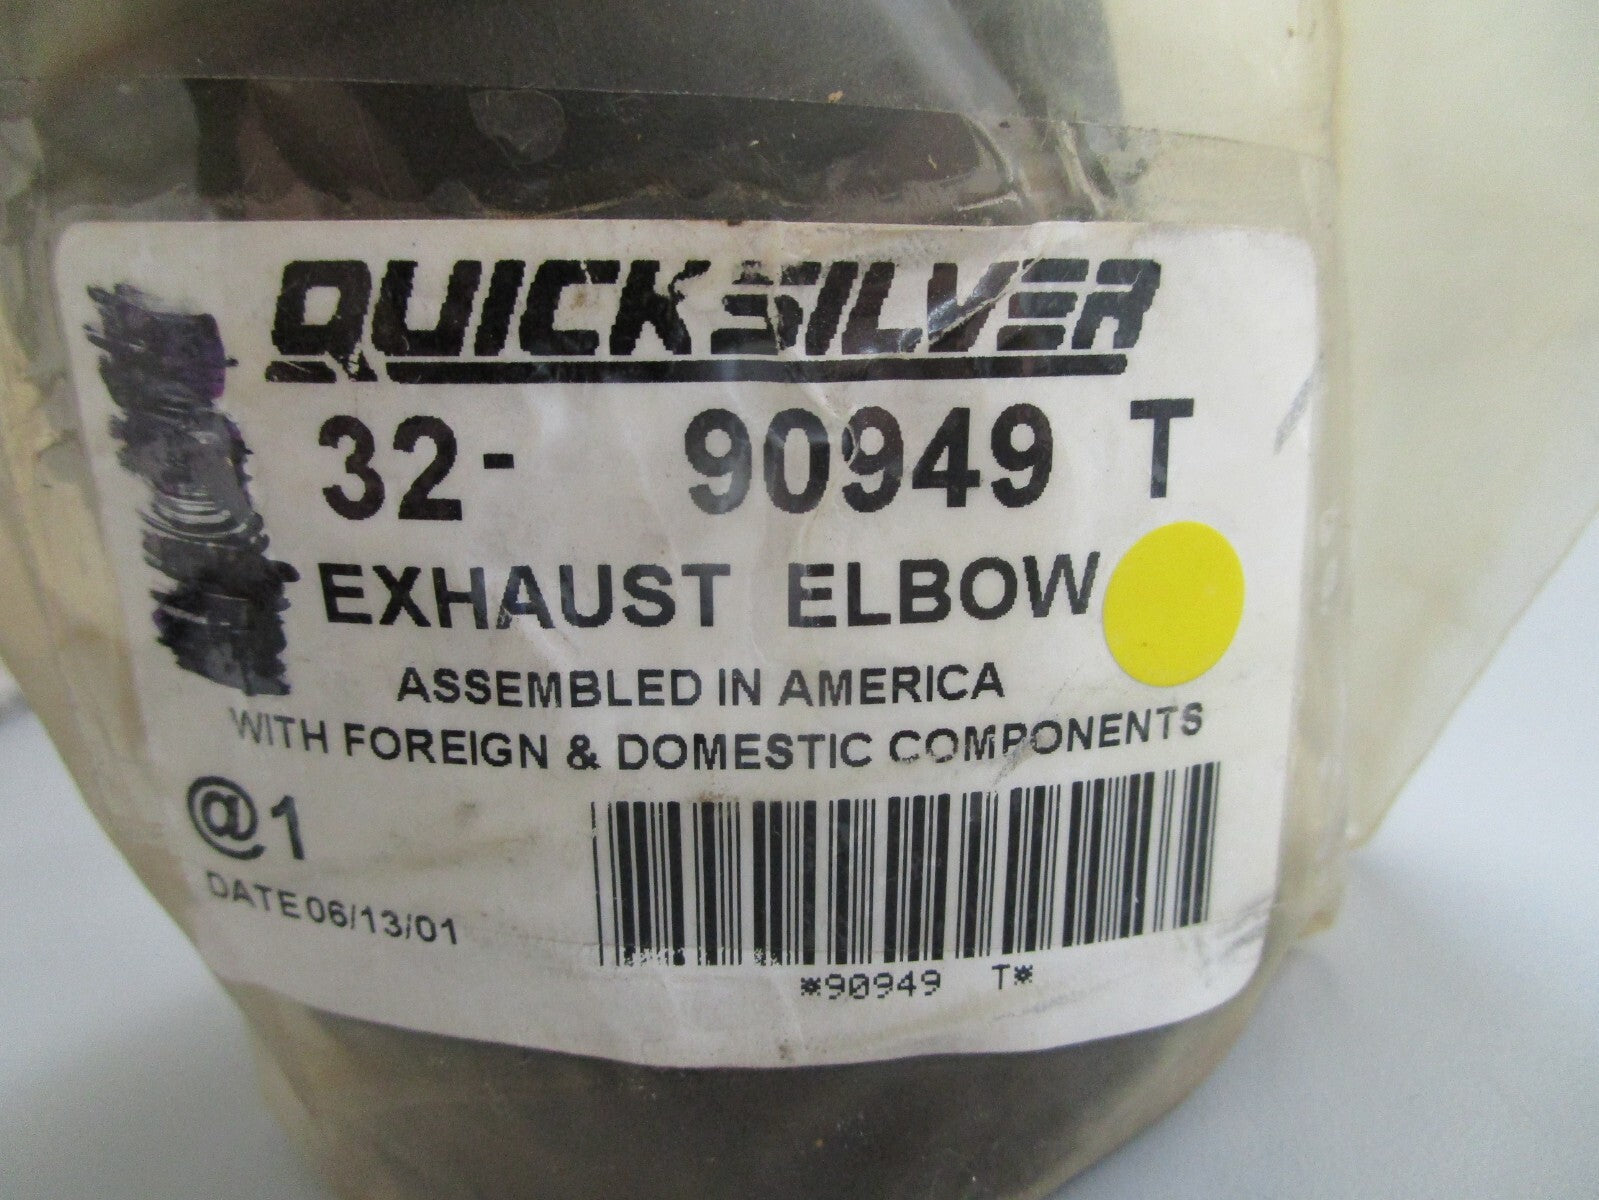 QUICKSILVER
32- 90949 T
EXHAUST ELBOW
ASSEMBLED IN AMERICA
WITH FOREIGN & DOMESTIC COMPONENTS
@1
DATE 06/13/01
*90949 T*